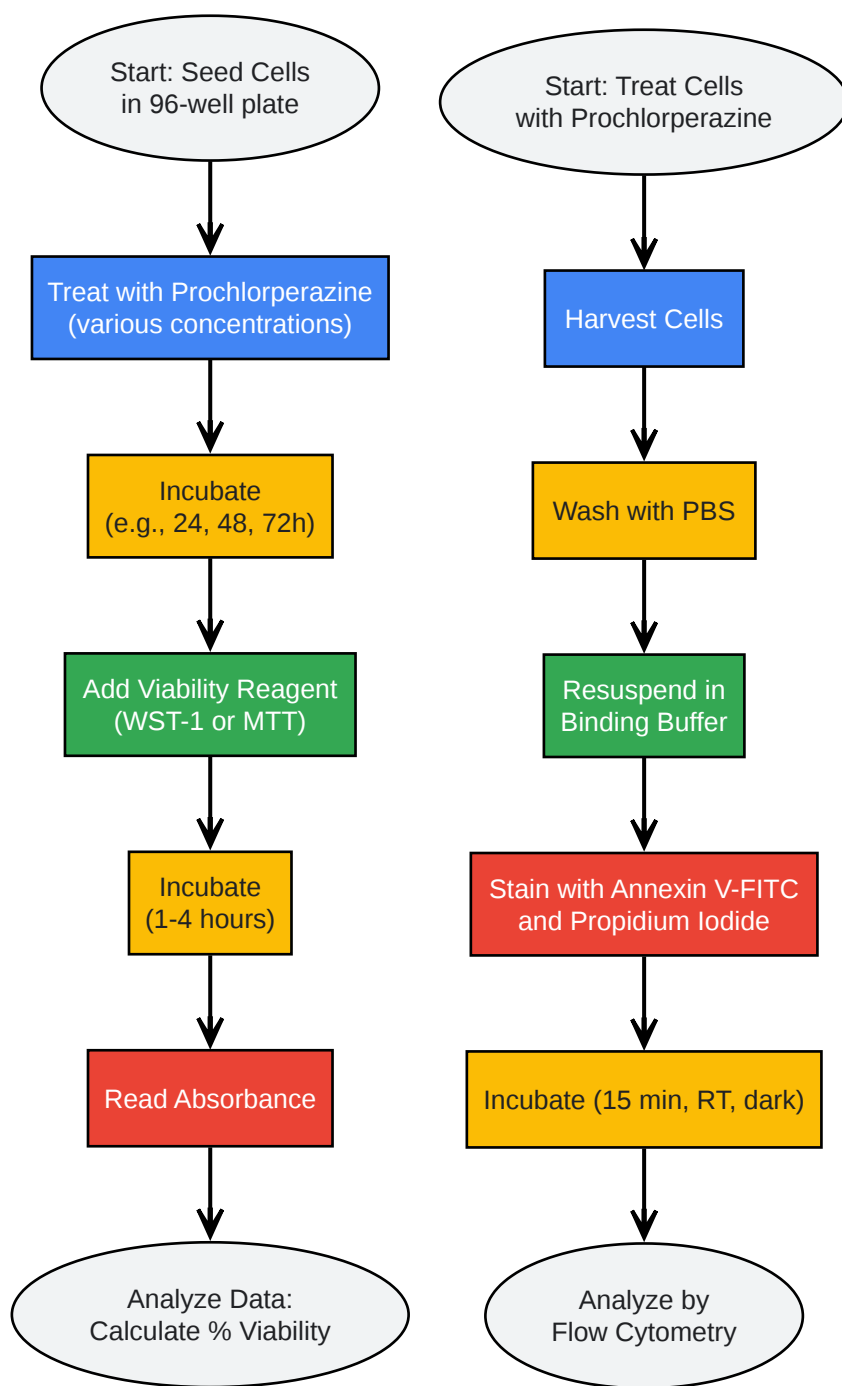 Start: Seed Cells
in 96-well plate
Treat with Prochlorperazine
(various concentrations)
Incubate
(e.g., 24, 48, 72h)
Add Viability Reagent
(WST-1 or MTT)
Incubate
(1-4 hours)
Read Absorbance
Analyze Data:
Calculate % Viability
Start: Treat Cells
with Prochlorperazine
Harvest Cells
Wash with PBS
Resuspend in
Binding Buffer
Stain with Annexin V-FITC
and Propidium Iodide
Incubate (15 min, RT, dark)
Analyze by
Flow Cytometry